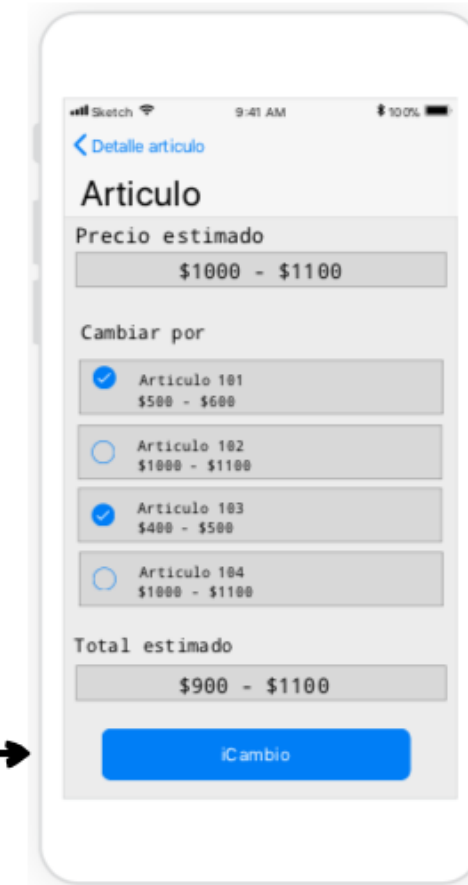 Sketch 9:41 AM 100%
Detalle articulo
Articulo
Precio estimado
$1000 - $1100
Cambiar por
Articulo 101
$500 - $600
Articulo 102
$1000 - $1100
Articulo 103
$400 - $500
Articulo 104
$1000 - $1100
Total estimado
$900 - $1100
iCambio